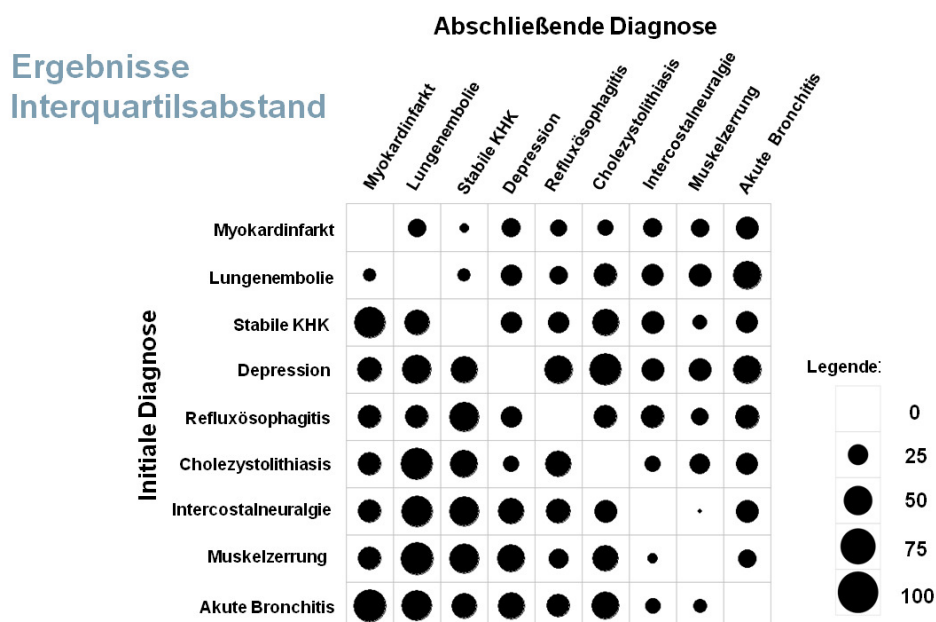 Abschließende Diagnose
Ergebnisse
Interquartilsabstand
Myokardinfarkt
Lungenembolie
Stabile KHK
Depression
Refluxösophagitis
Cholezystolithiasis
Intercostalneuralgie
Muskelzerrung
Akute Bronchitis
Initiale Diagnose
Myokardinfarkt
Lungenembolie
Stabile KHK
Depression
Refluxösophagitis
Cholezystolithiasis
Intercostalneuralgie
Muskelzerrung
Akute Bronchitis
Legende:
0
25
50
75
100